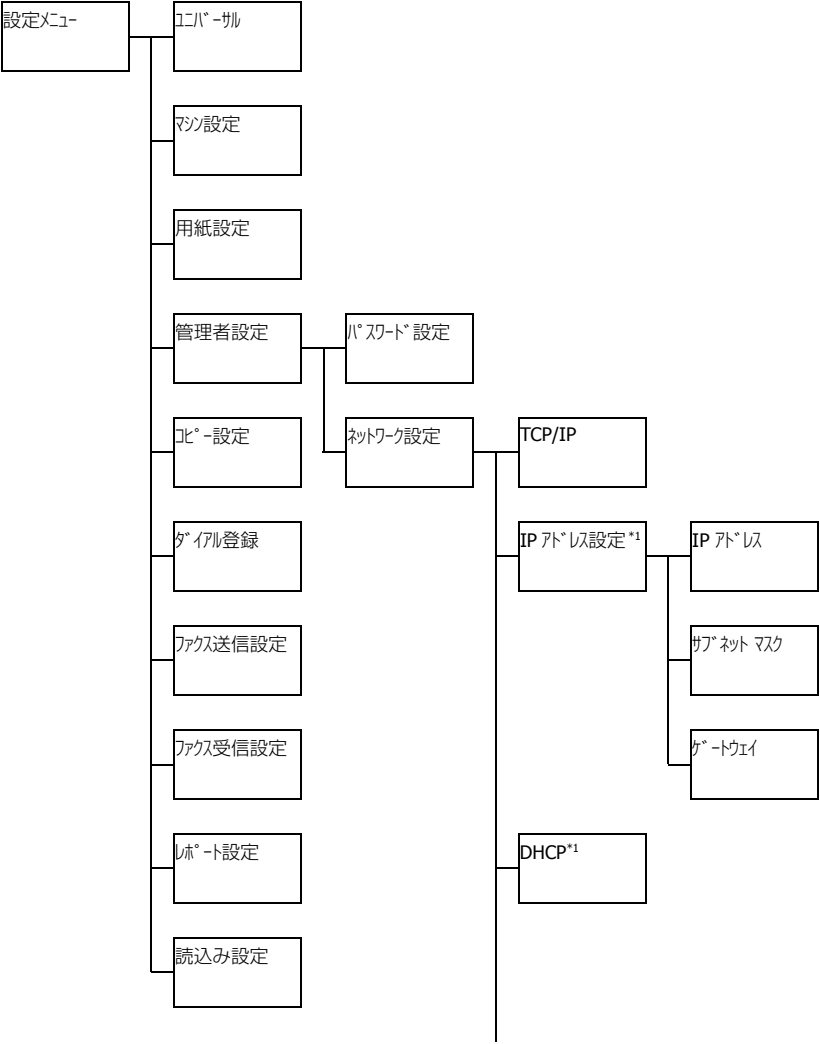 設定ﾒﾆｭｰ
ﾕﾆﾊﾞｰｻﾙ
ﾏｼﾝ設定
用紙設定
管理者設定
ﾊﾟｽﾜｰﾄﾞ設定
ｺﾋﾟｰ設定
ﾈｯﾄﾜｰｸ設定
TCP/IP
ﾀﾞｲｱﾙ登録
IP ｱﾄﾞﾚｽ設定*1
IP ｱﾄﾞﾚｽ
ﾌｧｸｽ送信設定
ｻﾌﾞﾈｯﾄ ﾏｽｸ
ﾌｧｸｽ受信設定
ｹﾞｰﾄｳｪｲ
ﾚﾎﾟｰﾄ設定
DHCP*1
読込み設定